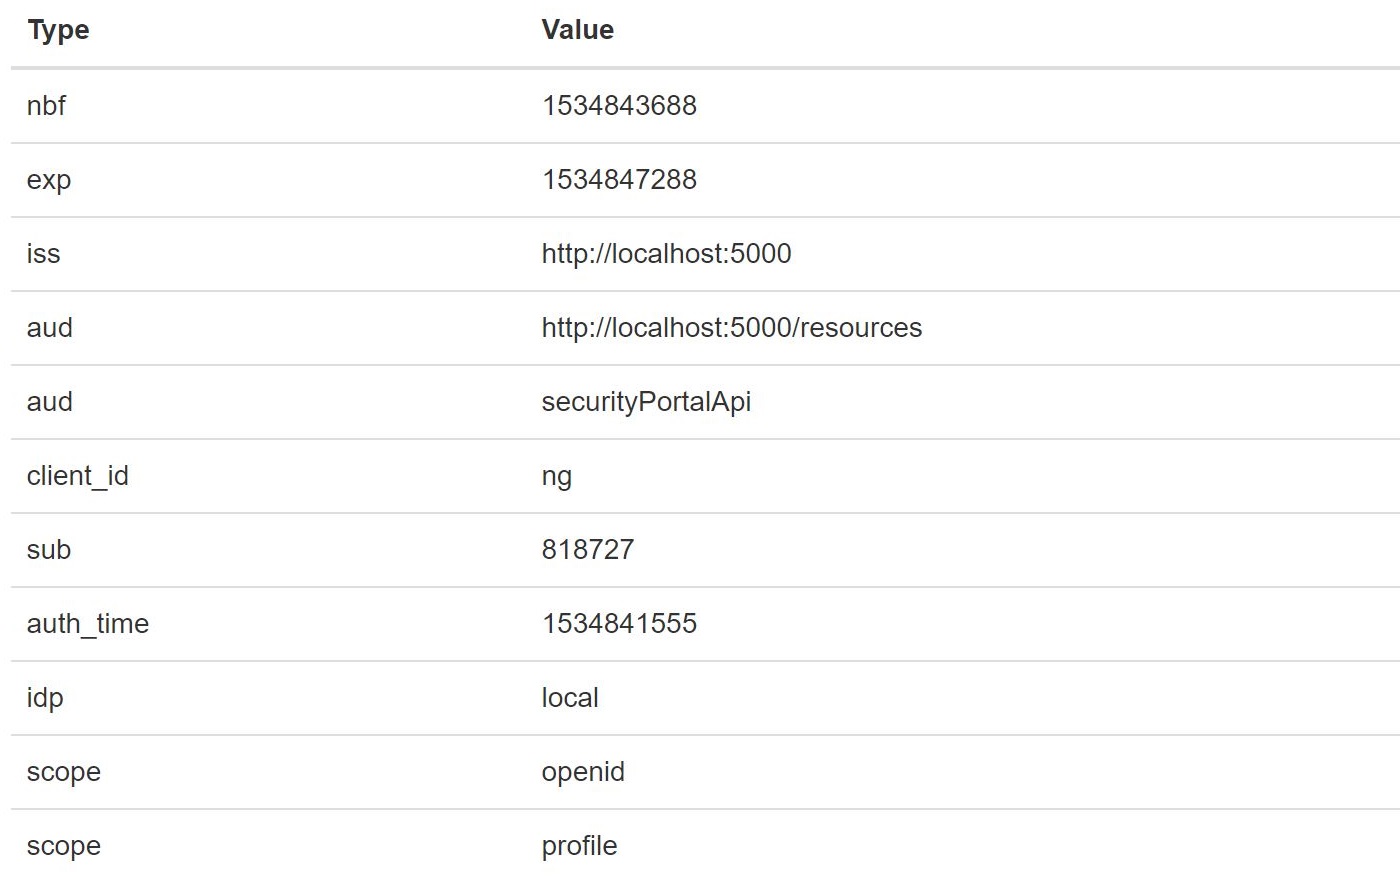 Type Value
nbf 1534843688
exp 1534847288
iss http://localhost:5000
aud http://localhost:5000/resources
aud securityPortalApi
client_id ng
sub 818727
auth_time 1534841555
idp local
scope openid
scope profile